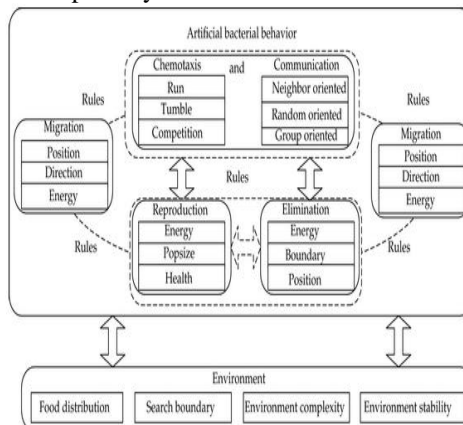 Artificial bacterial behavior
Chemotaxis and Communication
Run
Tumble
Competition
Neighbor oriented
Random oriented
Group oriented
Rules
Rules
Migration
Position
Direction
Energy
Migration
Position
Direction
Energy
Rules
Reproduction
Energy
Popsize
Health
Elimination
Energy
Boundary
Position
Rules
Rules
Environment
Food distribution
Search boundary
Environment complexity
Environment stability